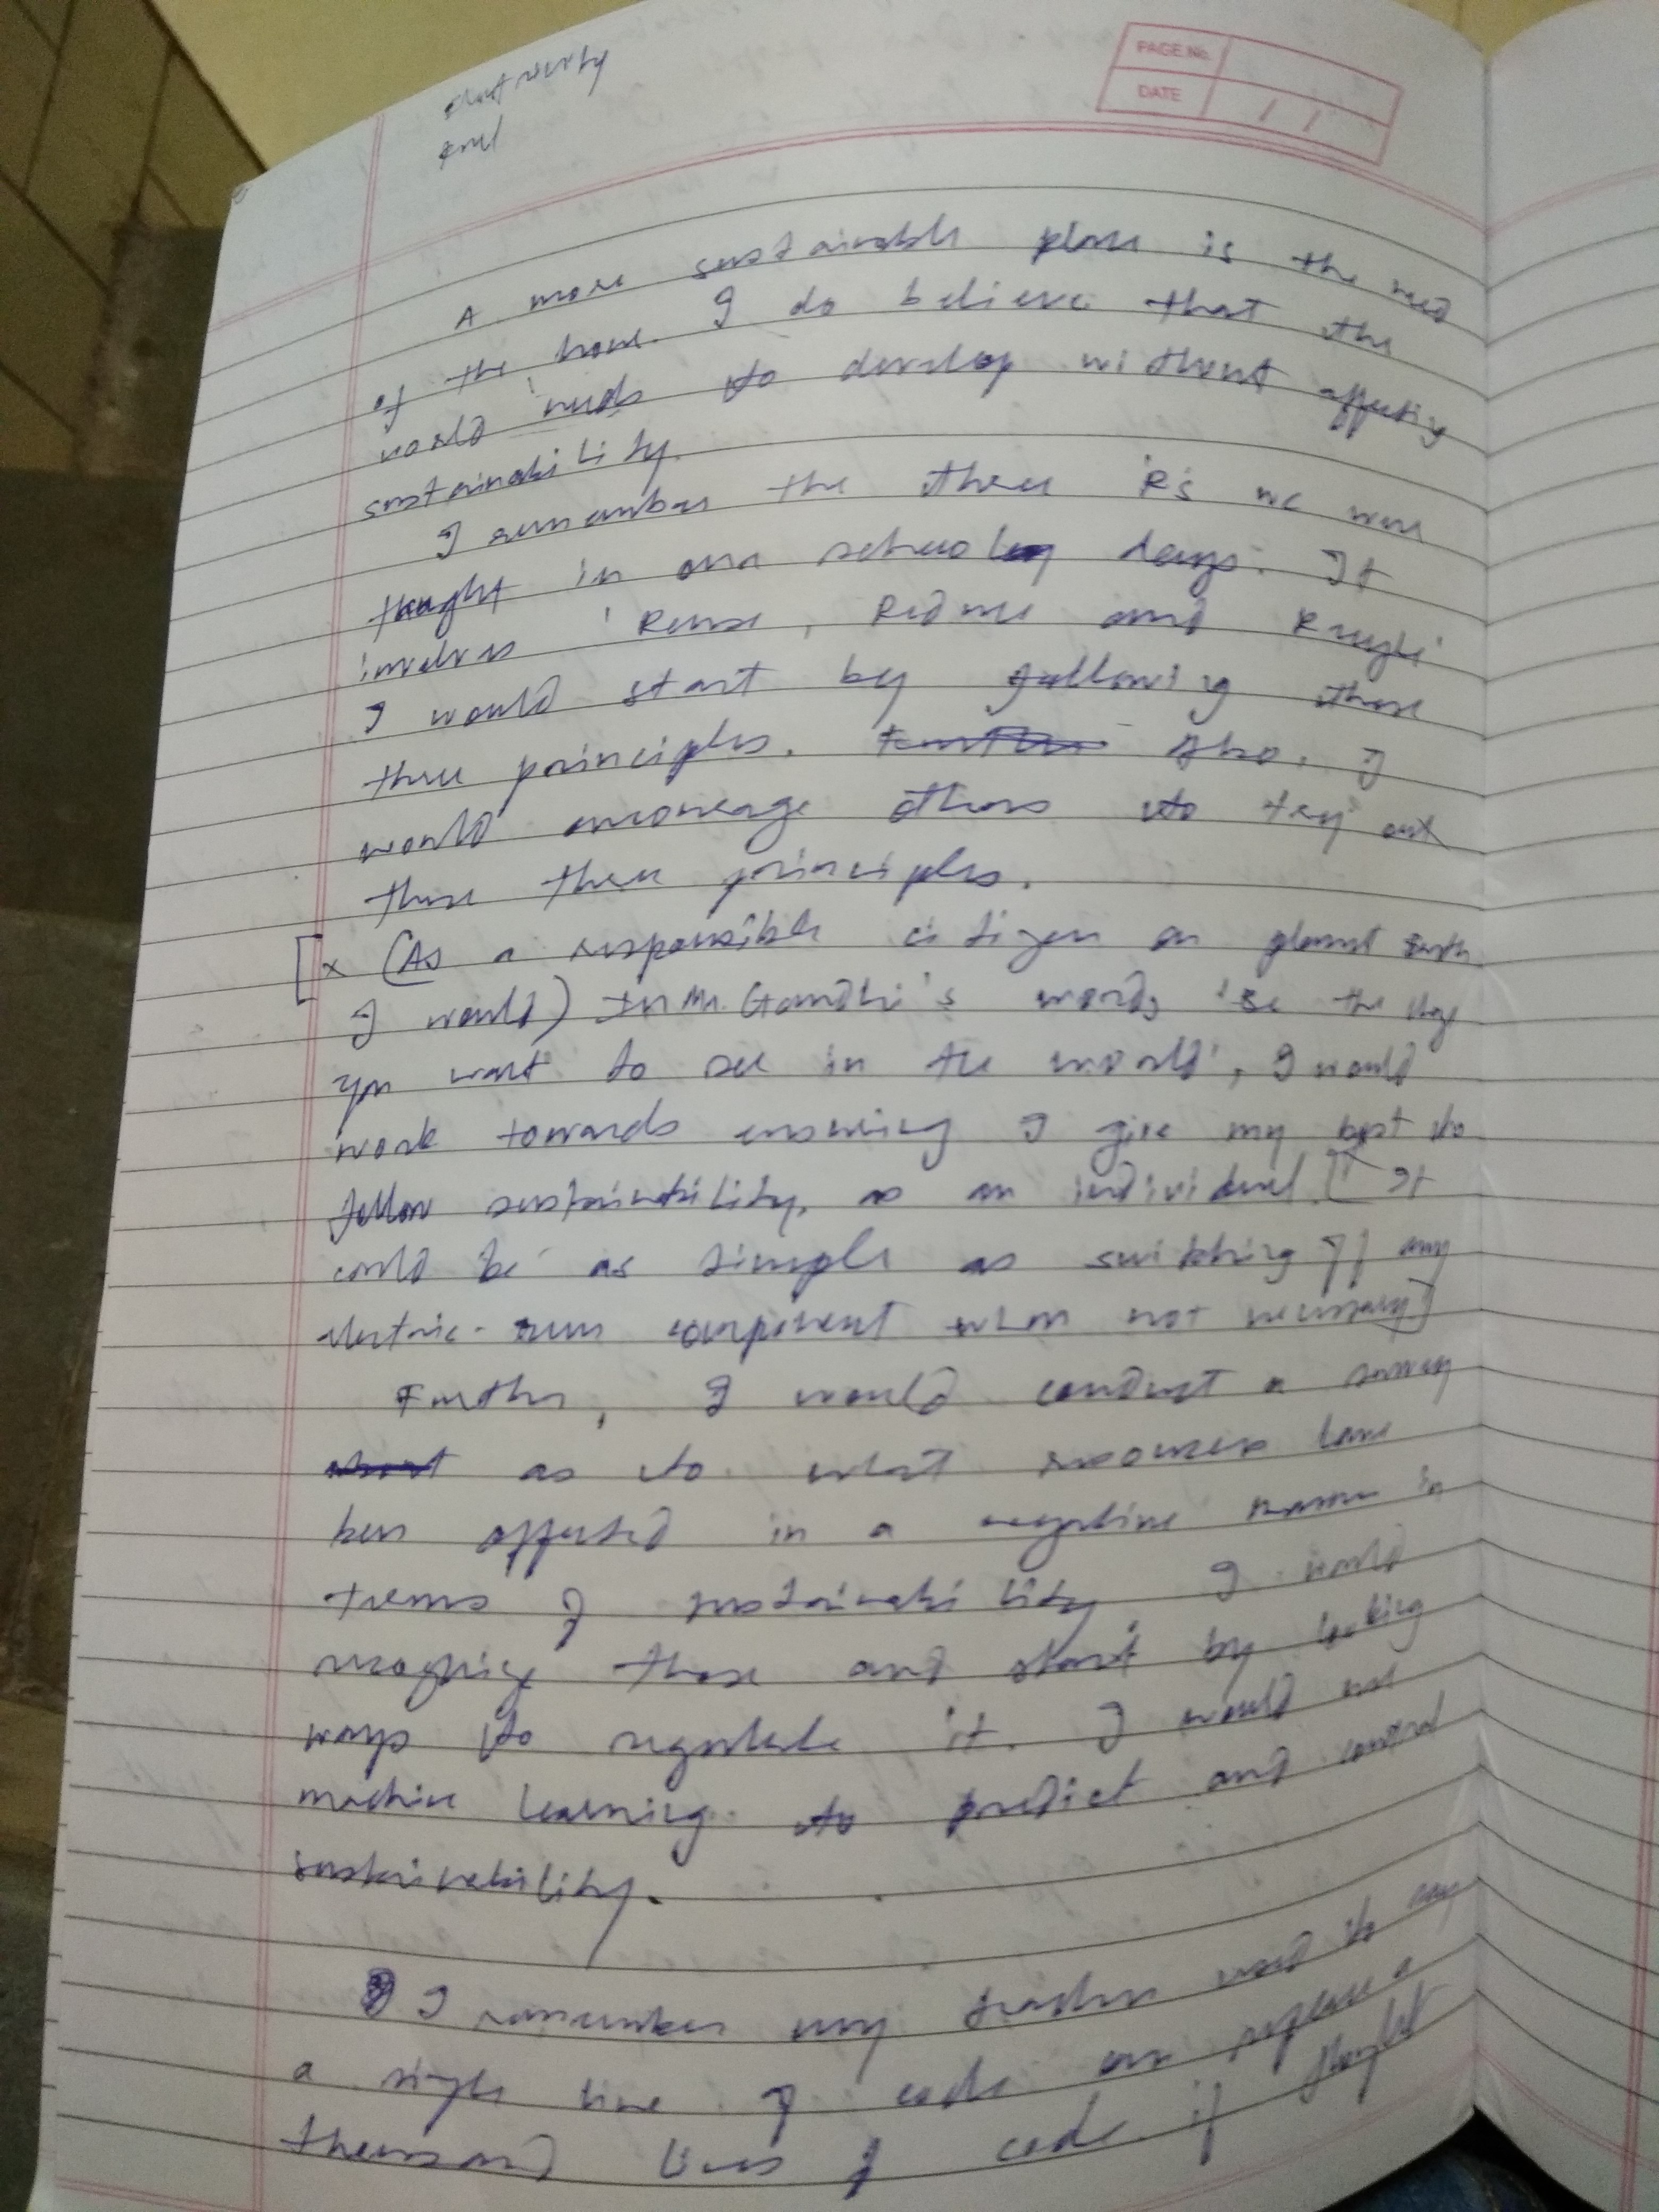 PAGE No.
DATE / /
A more sustainable place is the need
of the hour. I do believe that the
world needs to develop without affecting
sustainability.
I remember the three R's we were
taught in our schooling days. It
involves 'Reuse, Reduce and Recycle'
I would start by following these
three principles. Also, I
would encourage others to try out
these three principles.
[x (As a responsible citizen on planet Earth
I would) In Mr. Gandhi's words 'Be the
you want to see in the world', I would
work towards ensuring I give my best to
follow sustainability, as an individual. [It
could be as simple as switching off any
electric-run component when not necessary]
Further, I would conduct a survey
as to what resources have
been affected in a negative manner in
terms of sustainability. I would
recognize those and start by looking
ways to regulate it. I would use
machine learning to predict and control
sustainability.
I remember my teacher used to say
a single line of code can replace a
thousand lines of code if thought